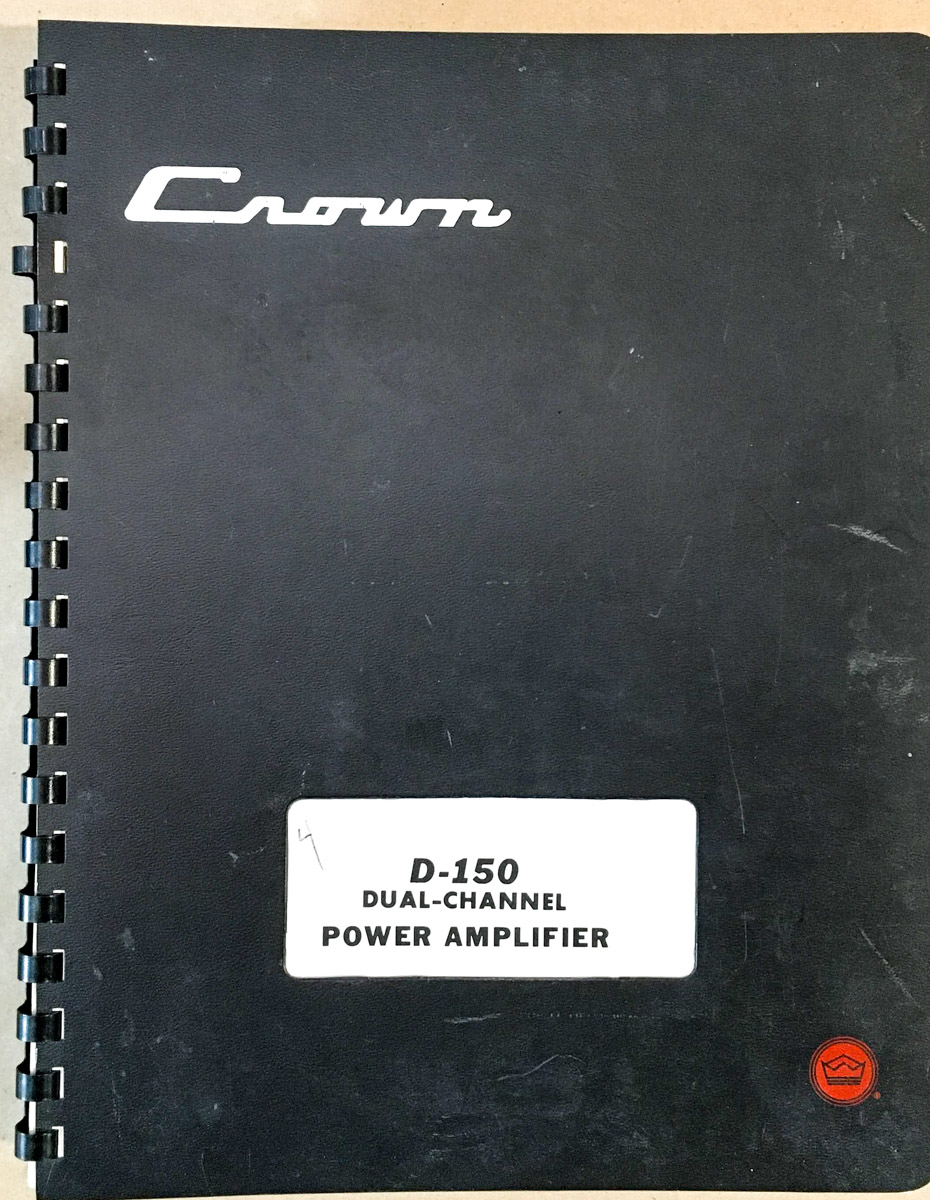 Crown
4
D-150
DUAL-CHANNEL
POWER AMPLIFIER
®